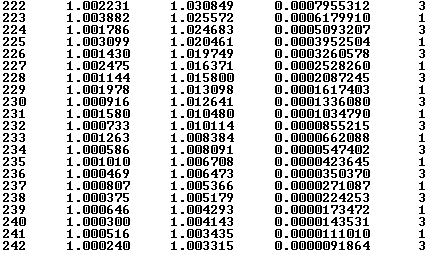 222 1.002231 1.030849 0.0007955312 3
223 1.003882 1.025572 0.0006179910 1
224 1.001786 1.024683 0.0005093207 3
225 1.003099 1.020461 0.0003952504 1
226 1.001430 1.019749 0.0003260578 3
227 1.002475 1.016371 0.0002528260 1
228 1.001144 1.015800 0.0002087245 3
229 1.001978 1.013098 0.0001617403 1
230 1.000916 1.012641 0.0001336080 3
231 1.001580 1.010480 0.0001034790 1
232 1.000733 1.010114 0.0000855215 3
233 1.001263 1.008384 0.0000662088 1
234 1.000586 1.008091 0.0000547402 3
235 1.001010 1.006708 0.0000423645 1
236 1.000469 1.006473 0.0000350370 3
237 1.000807 1.005366 0.0000271087 1
238 1.000375 1.005179 0.0000224253 3
239 1.000646 1.004293 0.0000173472 1
240 1.000300 1.004143 0.0000143531 3
241 1.000516 1.003435 0.0000111010 1
242 1.000240 1.003315 0.0000091864 3